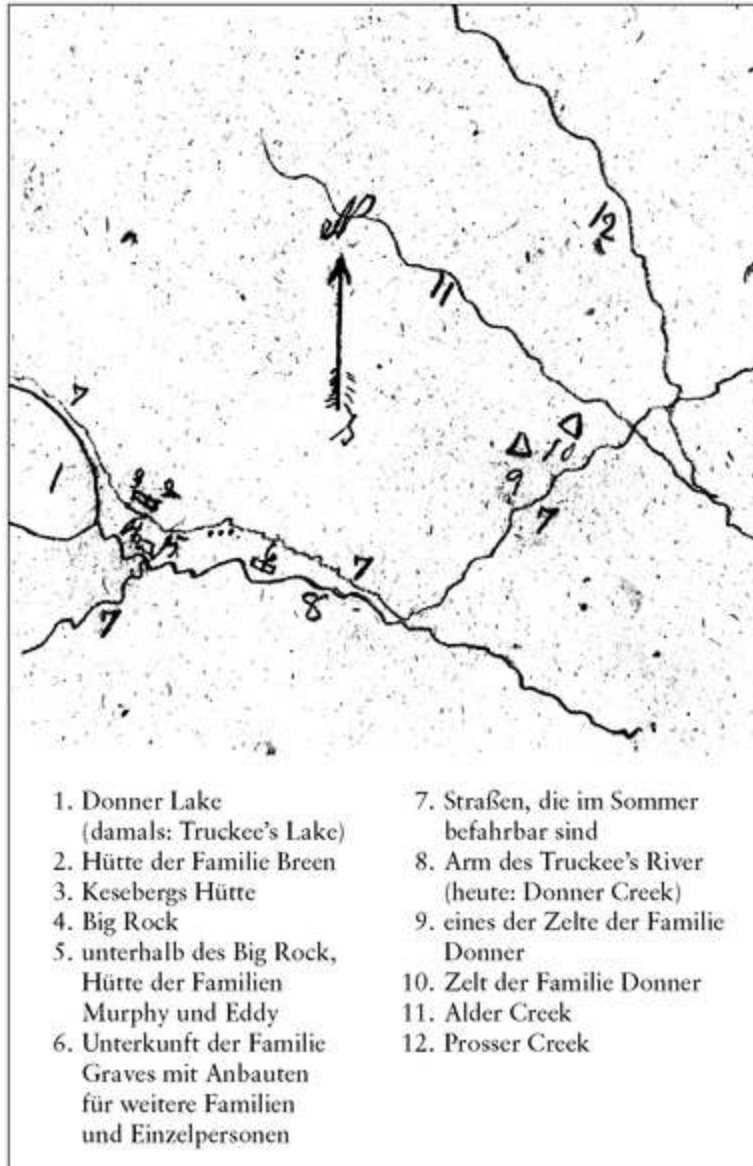 12
11
7
1
3 2
10
9
7
5
7
6
8
7
1. Donner Lake
(damals: Truckee's Lake)
2. Hütte der Familie Breen
3. Kesebergs Hütte
4. Big Rock
5. unterhalb des Big Rock,
Hütte der Familien
Murphy und Eddy
6. Unterkunft der Familie
Graves mit Anbauten
für weitere Familien
und Einzelpersonen
7. Straßen, die im Sommer
befahrbar sind
8. Arm des Truckee's River
(heute: Donner Creek)
9. eines der Zelte der Familie
Donner
10. Zelt der Familie Donner
11. Alder Creek
12. Prosser Creek